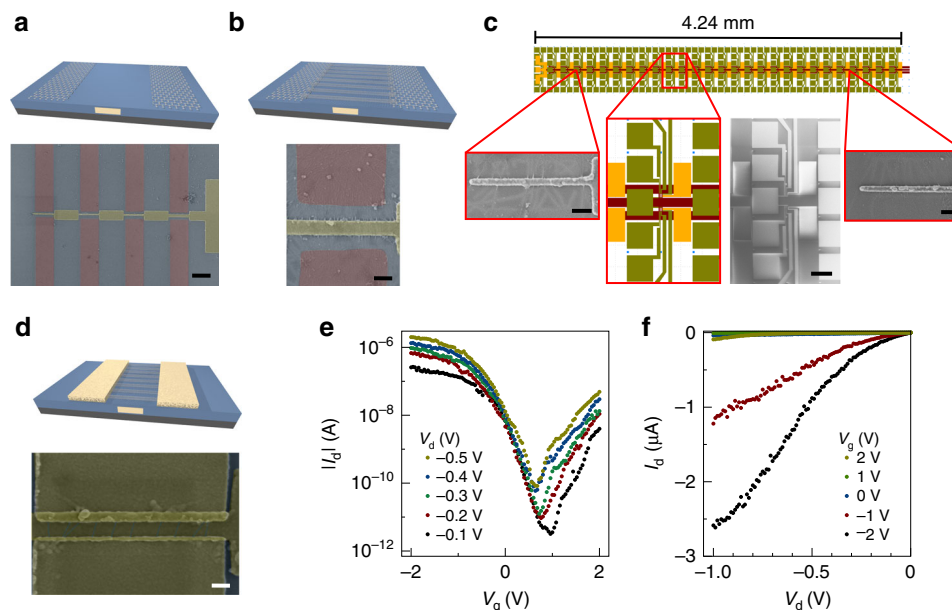 a
b
c
4.24 mm
d
e
10⁻⁶
10⁻⁸
10⁻¹⁰
10⁻¹²
|I_d| (A)
V_d (V)
−0.5 V
−0.4 V
−0.3 V
−0.2 V
−0.1 V
−2
0
2
V_g (V)
f
0
−1
−2
−3
I_d (µA)
V_g (V)
2 V
1 V
0 V
−1 V
−2 V
−1.0
−0.5
0
V_d (V)